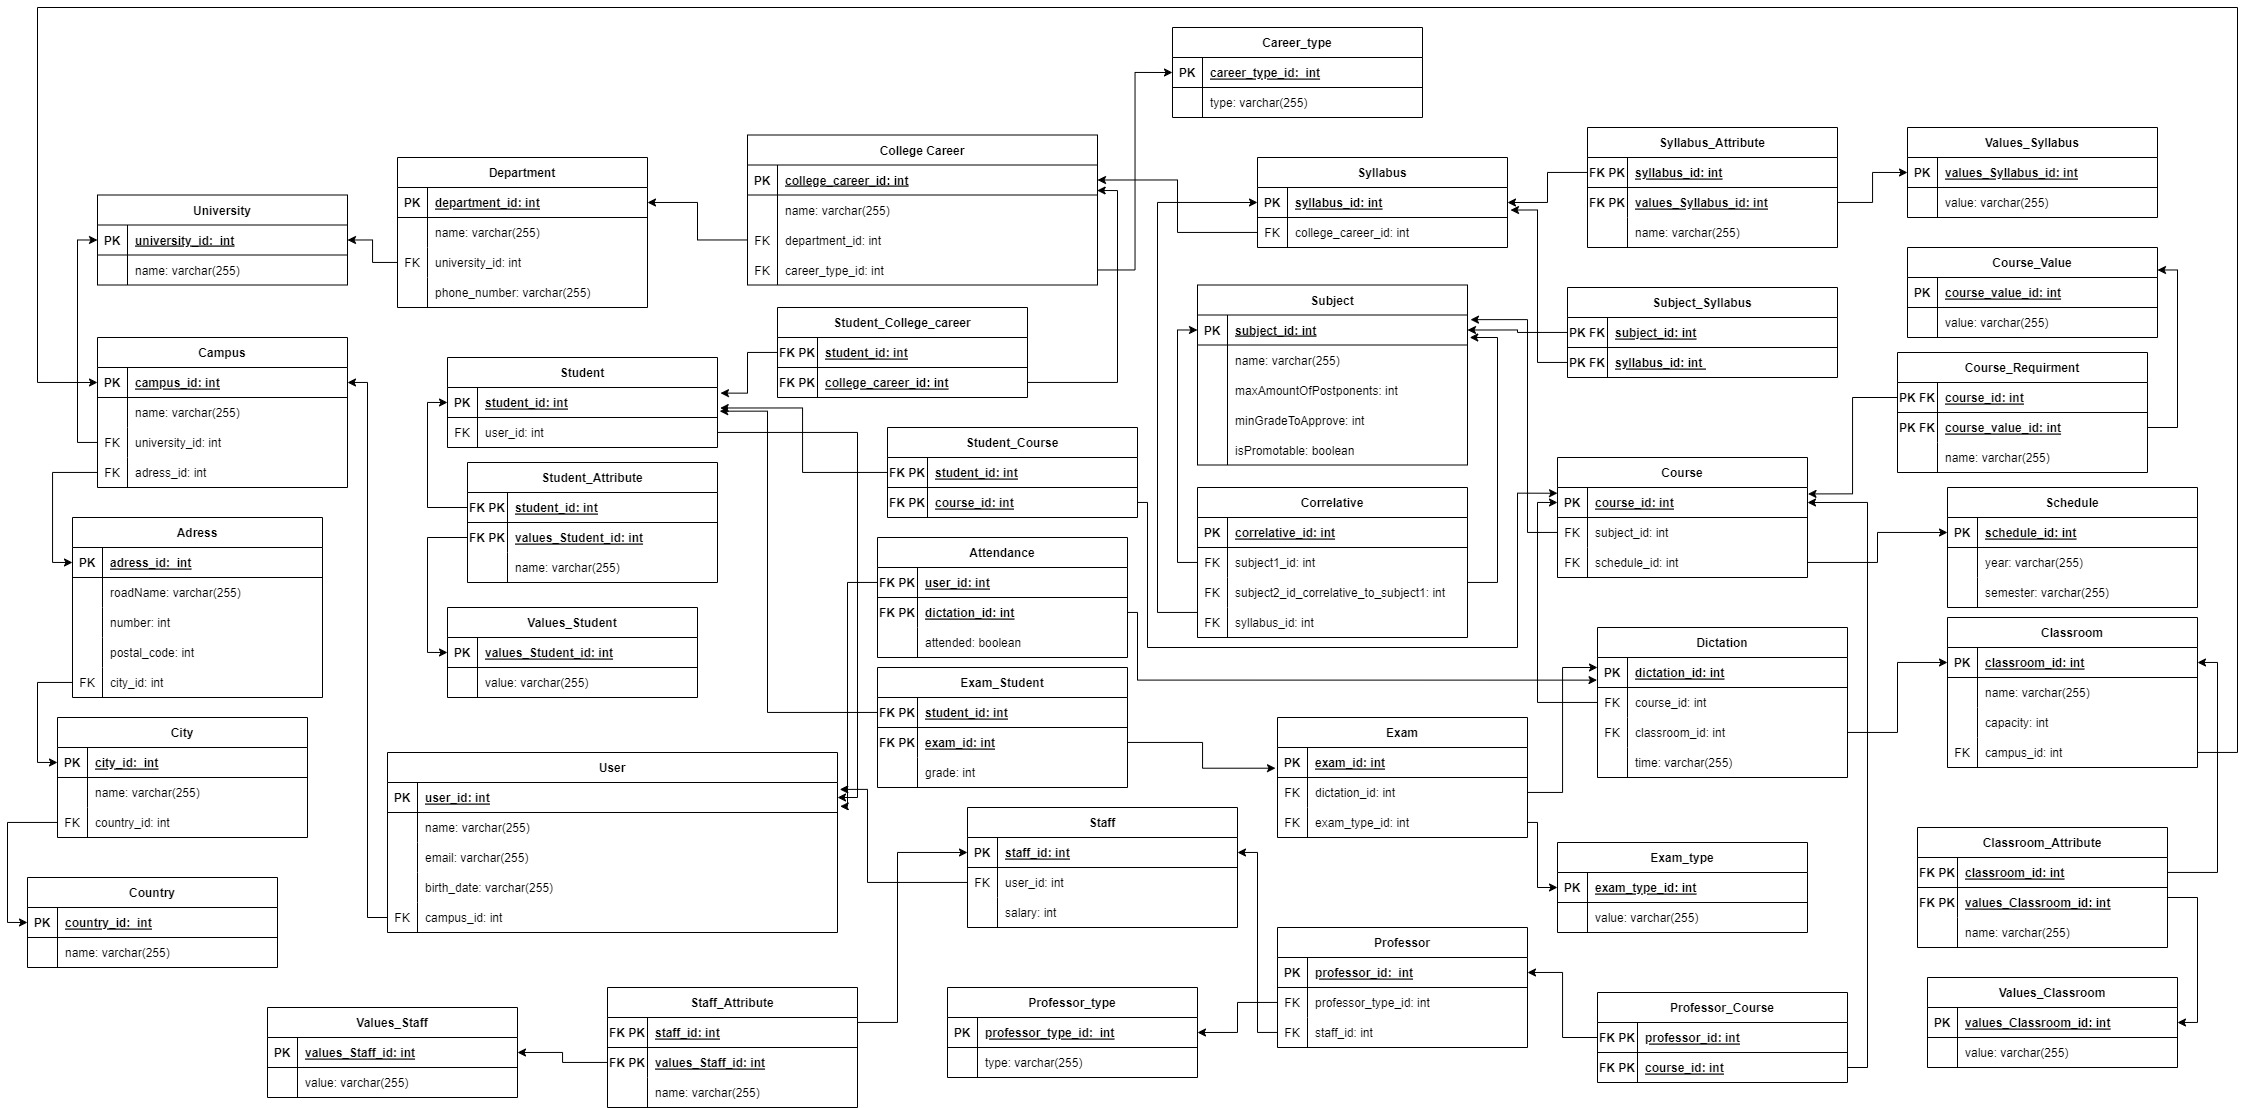 Career_type
PK career_type_id: int
type: varchar(255)
College Career
PK college_career_id: int
name: varchar(255)
FK department_id: int
FK career_type_id: int
Department
PK department_id: int
name: varchar(255)
FK university_id: int
phone_number: varchar(255)
University
PK university_id: int
name: varchar(255)
Syllabus
PK syllabus_id: int
FK college_career_id: int
Syllabus_Attribute
FK PK syllabus_id: int
FK PK values_Syllabus_id: int
name: varchar(255)
Values_Syllabus
PK values_Syllabus_id: int
value: varchar(255)
Course_Value
PK course_value_id: int
value: varchar(255)
Subject
PK subject_id: int
name: varchar(255)
maxAmountOfPostponents: int
minGradeToApprove: int
isPromotable: boolean
Subject_Syllabus
PK FK subject_id: int
PK FK syllabus_id: int
Course_Requirment
PK FK course_id: int
PK FK course_value_id: int
name: varchar(255)
Campus
PK campus_id: int
name: varchar(255)
FK university_id: int
FK adress_id: int
Student_College_career
FK PK student_id: int
FK PK college_career_id: int
Student
PK student_id: int
FK user_id: int
Student_Course
FK PK student_id: int
FK PK course_id: int
Student_Attribute
FK PK student_id: int
FK PK values_Student_id: int
name: varchar(255)
Correlative
PK correlative_id: int
FK subject1_id: int
FK subject2_id_correlative_to_subject1: int
FK syllabus_id: int
Course
PK course_id: int
FK subject_id: int
FK schedule_id: int
Schedule
PK schedule_id: int
year: varchar(255)
semester: varchar(255)
Adress
PK adress_id: int
roadName: varchar(255)
number: int
postal_code: int
FK city_id: int
Attendance
FK PK user_id: int
FK PK dictation_id: int
attended: boolean
Values_Student
PK values_Student_id: int
value: varchar(255)
Dictation
PK dictation_id: int
FK course_id: int
FK classroom_id: int
time: varchar(255)
Classroom
PK classroom_id: int
name: varchar(255)
capacity: int
FK campus_id: int
Exam_Student
FK PK student_id: int
FK PK exam_id: int
grade: int
City
PK city_id: int
name: varchar(255)
FK country_id: int
Exam
PK exam_id: int
FK dictation_id: int
FK exam_type_id: int
User
PK user_id: int
name: varchar(255)
email: varchar(255)
birth_date: varchar(255)
FK campus_id: int
Staff
PK staff_id: int
FK user_id: int
salary: int
Exam_type
PK exam_type_id: int
value: varchar(255)
Classroom_Attribute
FK PK classroom_id: int
FK PK values_Classroom_id: int
name: varchar(255)
Country
PK country_id: int
name: varchar(255)
Professor
PK professor_id: int
FK professor_type_id: int
FK staff_id: int
Values_Staff
PK values_Staff_id: int
value: varchar(255)
Staff_Attribute
FK PK staff_id: int
FK PK values_Staff_id: int
name: varchar(255)
Professor_type
PK professor_type_id: int
type: varchar(255)
Professor_Course
FK PK professor_id: int
FK PK course_id: int
Values_Classroom
PK values_Classroom_id: int
value: varchar(255)